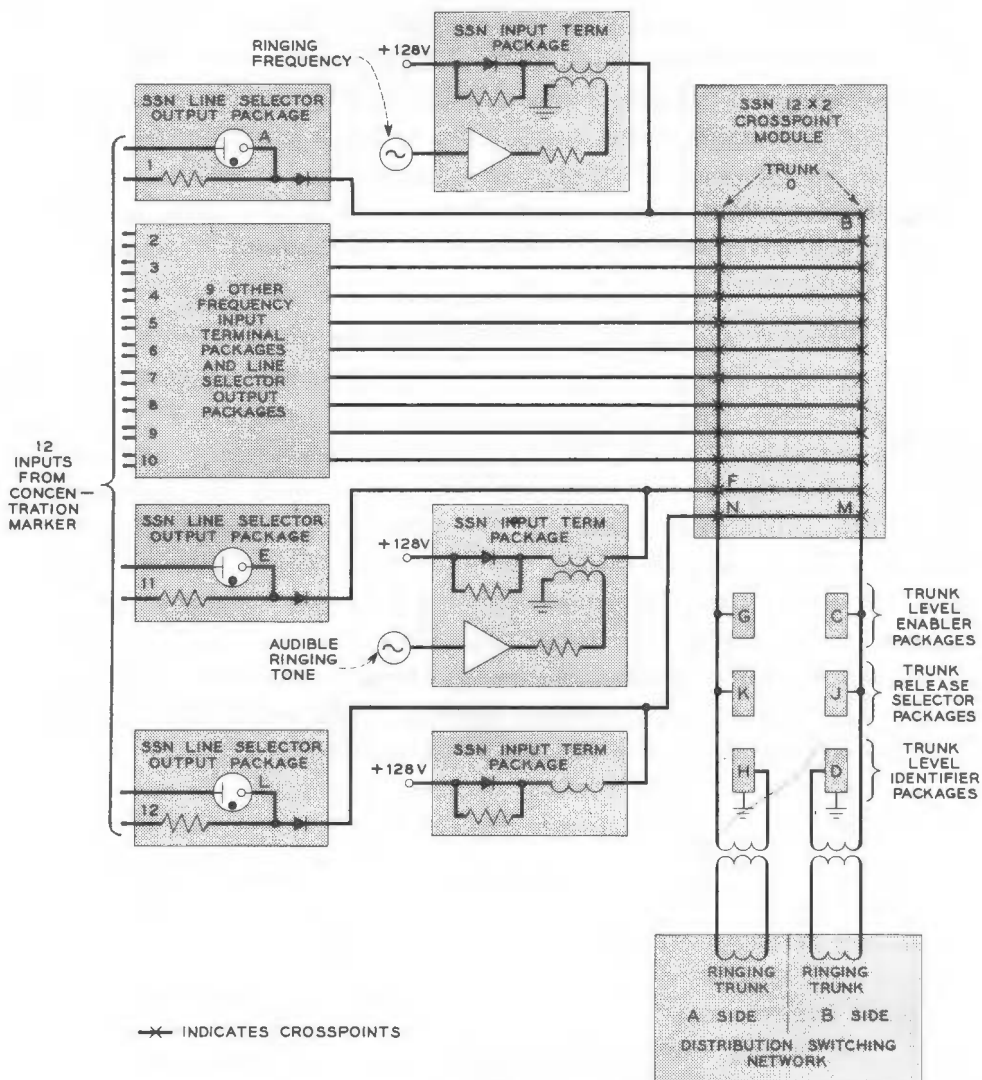 RINGING
FREQUENCY
+128V
SSN INPUT TERM
PACKAGE
SSN LINE SELECTOR
OUTPUT PACKAGE
A
1
SSN 12 X 2
CROSSPOINT
MODULE
TRUNK
0
B
2
3
4
5
6
7
8
9
10
9 OTHER
FREQUENCY
INPUT
TERMINAL
PACKAGES
AND LINE
SELECTOR
OUTPUT
PACKAGES
12
INPUTS
FROM
CONCEN-
TRATION
MARKER
F
N
M
SSN LINE SELECTOR
OUTPUT PACKAGE
E
11
+128V
SSN INPUT TERM
PACKAGE
AUDIBLE
RINGING
TONE
G
C
TRUNK
LEVEL
ENABLER
PACKAGES
K
J
TRUNK
RELEASE
SELECTOR
PACKAGES
SSN LINE SELECTOR
OUTPUT PACKAGE
L
12
+128V
SSN INPUT TERM
PACKAGE
H
D
TRUNK
LEVEL
IDENTIFIER
PACKAGES
RINGING
TRUNK
RINGING
TRUNK
A SIDE
B SIDE
DISTRIBUTION SWITCHING
NETWORK
INDICATES CROSSPOINTS